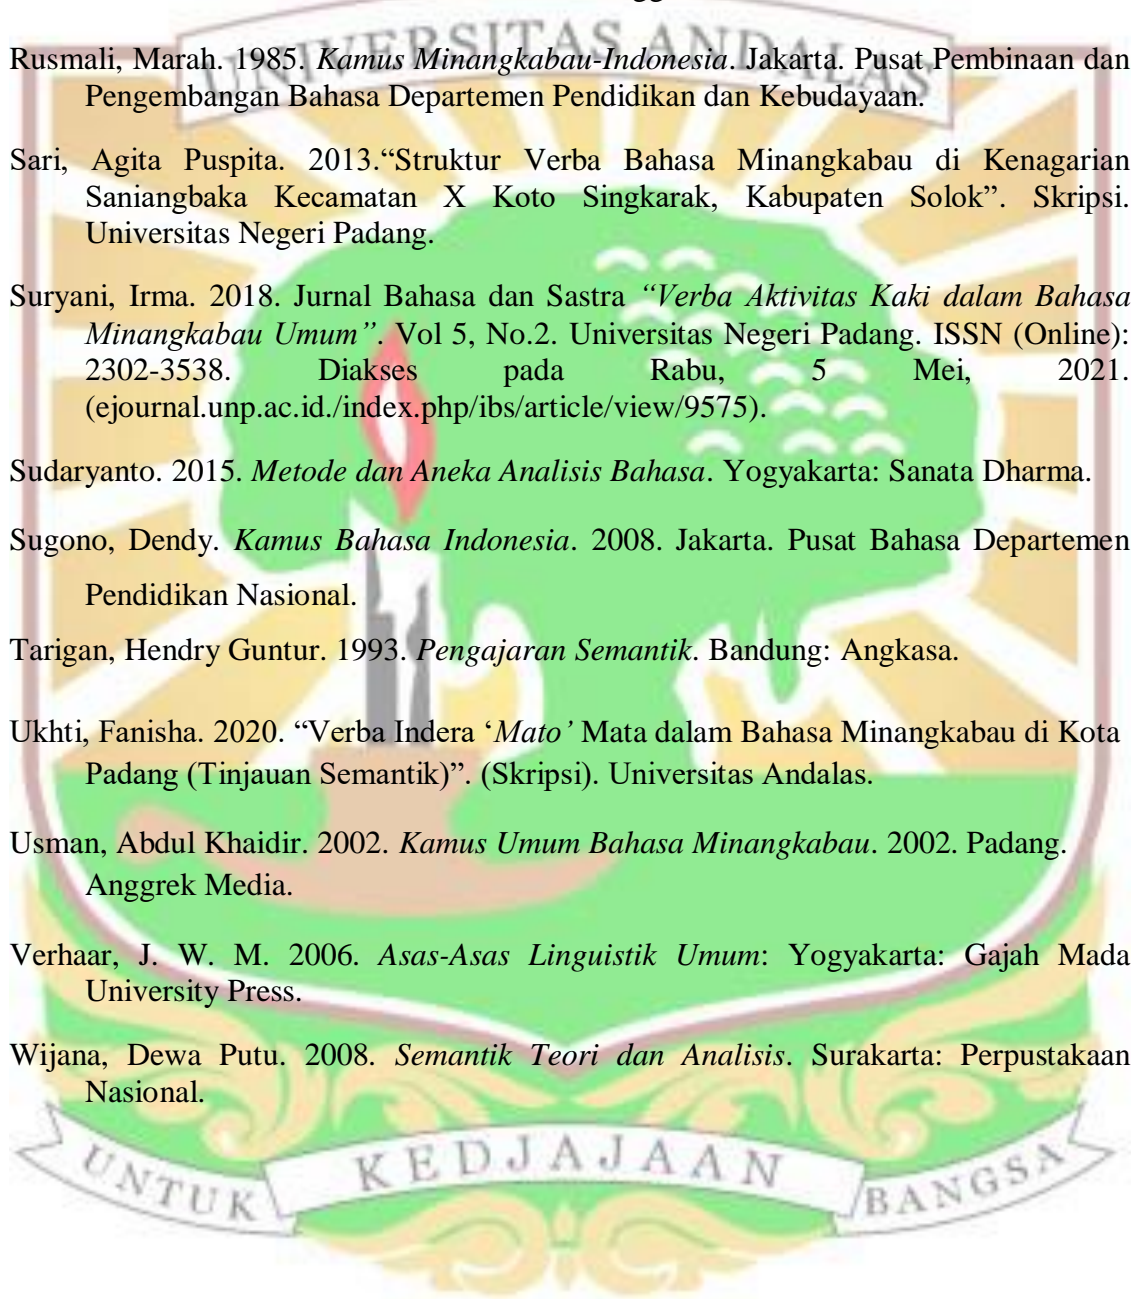 UNIVERSITAS ANDALAS
Rusmali, Marah. 1985. Kamus Minangkabau-Indonesia. Jakarta. Pusat Pembinaan dan
Pengembangan Bahasa Departemen Pendidikan dan Kebudayaan.
Sari, Agita Puspita. 2013.“Struktur Verba Bahasa Minangkabau di Kenagarian
Saniangbaka Kecamatan X Koto Singkarak, Kabupaten Solok”. Skripsi.
Universitas Negeri Padang.
Suryani, Irma. 2018. Jurnal Bahasa dan Sastra “Verba Aktivitas Kaki dalam Bahasa
Minangkabau Umum”. Vol 5, No.2. Universitas Negeri Padang. ISSN (Online):
2302-3538. Diakses pada Rabu, 5 Mei, 2021.
(ejournal.unp.ac.id./index.php/ibs/article/view/9575).
Sudaryanto. 2015. Metode dan Aneka Analisis Bahasa. Yogyakarta: Sanata Dharma.
Sugono, Dendy. Kamus Bahasa Indonesia. 2008. Jakarta. Pusat Bahasa Departemen
Pendidikan Nasional.
Tarigan, Hendry Guntur. 1993. Pengajaran Semantik. Bandung: Angkasa.
Ukhti, Fanisha. 2020. “Verba Indera ‘Mato’ Mata dalam Bahasa Minangkabau di Kota
Padang (Tinjauan Semantik)”. (Skripsi). Universitas Andalas.
Usman, Abdul Khaidir. 2002. Kamus Umum Bahasa Minangkabau. 2002. Padang.
Anggrek Media.
Verhaar, J. W. M. 2006. Asas-Asas Linguistik Umum: Yogyakarta: Gajah Mada
University Press.
Wijana, Dewa Putu. 2008. Semantik Teori dan Analisis. Surakarta: Perpustakaan
Nasional.
UNTUK KEDJAJAAN BANGSA